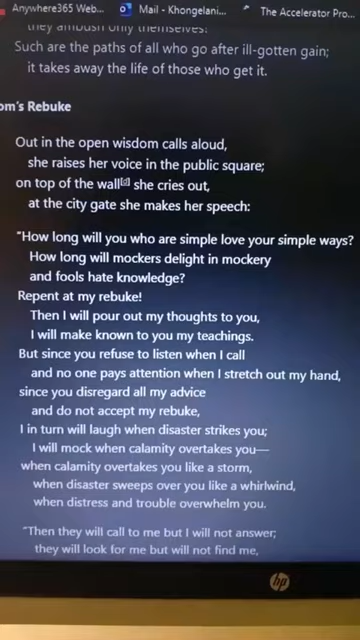 Anywhere365 Web...
Mail - Khongelani...
The Accelerator Pro...
they ambush only themselves!
Such are the paths of all who go after ill-gotten gain;
it takes away the life of those who get it.
om's Rebuke
Out in the open wisdom calls aloud,
she raises her voice in the public square;
on top of the wall she cries out,
at the city gate she makes her speech:
"How long will you who are simple love your simple ways?
How long will mockers delight in mockery
and fools hate knowledge?
Repent at my rebuke!
Then I will pour out my thoughts to you,
I will make known to you my teachings.
But since you refuse to listen when I call
and no one pays attention when I stretch out my hand,
since you disregard all my advice
and do not accept my rebuke,
I in turn will laugh when disaster strikes you;
I will mock when calamity overtakes you—
when calamity overtakes you like a storm,
when disaster sweeps over you like a whirlwind,
when distress and trouble overwhelm you.
"Then they will call to me but I will not answer;
they will look for me but will not find me,
hp